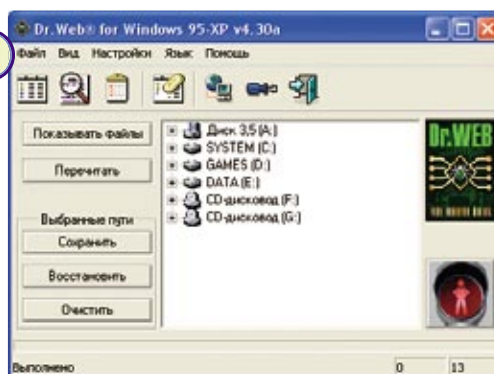 Dr.Web® for Windows 95-XP v4.30a
Файл Вид Настройки Язык Помощь
Показывать файлы
Перечитать
Выбранные пути
Сохранить
Восстановить
Очистить
Диск 3,5 (A:)
SYSTEM (C:)
GAMES (D:)
DATA (E:)
CD-дисковод (F:)
CD-дисковод (G:)
Dr.WEB
Выполнено 0 13